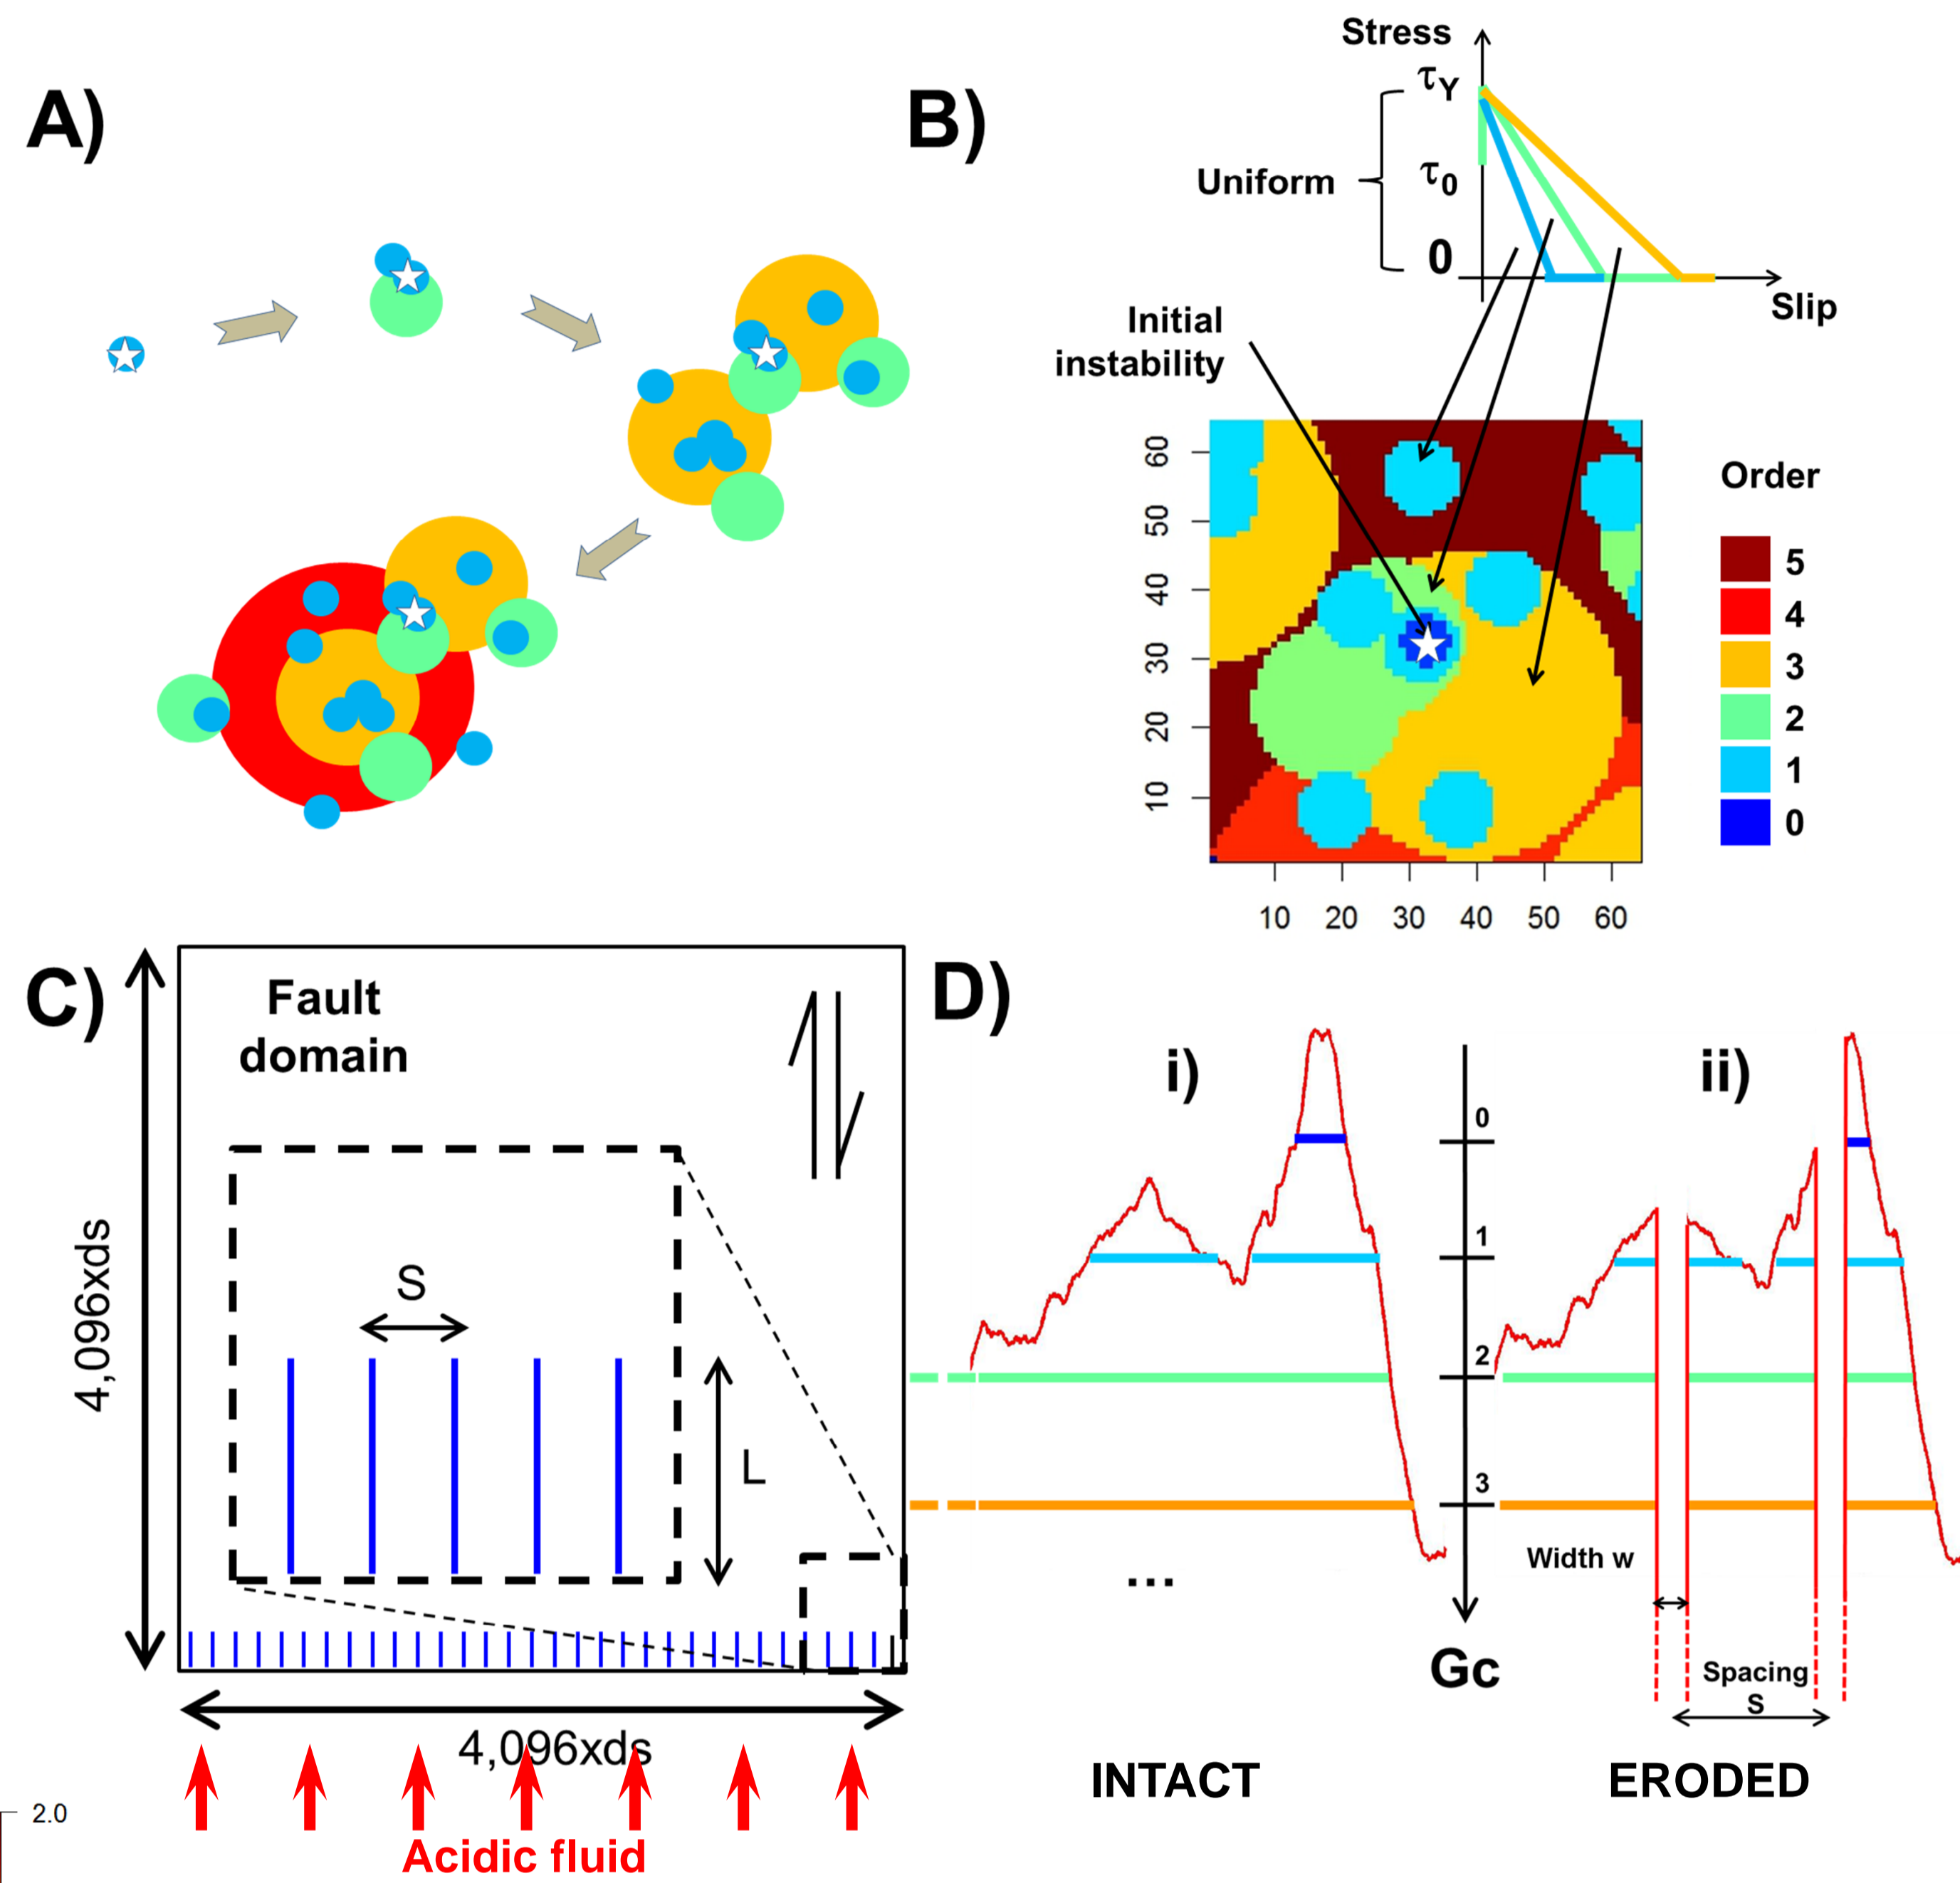 A)
B)
Stress
τY
Uniform
τ0
0
Slip
Initial
instability
60
50
40
30
20
10
10 20 30 40 50 60
Order
5
4
3
2
1
0
C)
Fault
domain
4,096xds
S
L
4,096xds
Acidic fluid
2.0
D)
i)
ii)
0
1
2
3
Gc
...
Width w
Spacing
S
INTACT
ERODED